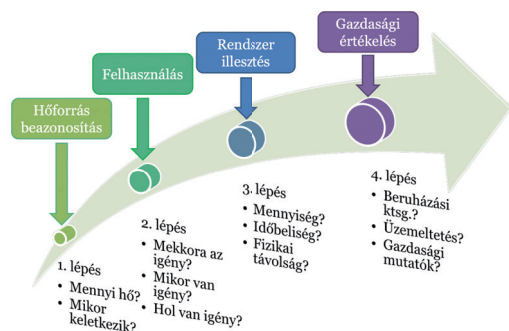 Hőforrás
beazonosítás
Felhasználás
Rendszer
illesztés
Gazdasági
értékelés
1. lépés
• Mennyi hő?
• Mikor
keletkezik?
2. lépés
• Mekkora az
igény?
• Mikor van
igény?
• Hol van igény?
3. lépés
• Mennyiség?
• Időbeliség?
• Fizikai
távolság?
4. lépés
• Beruházási
ktsg.?
• Üzemeltetés?
• Gazdasági
mutatók?